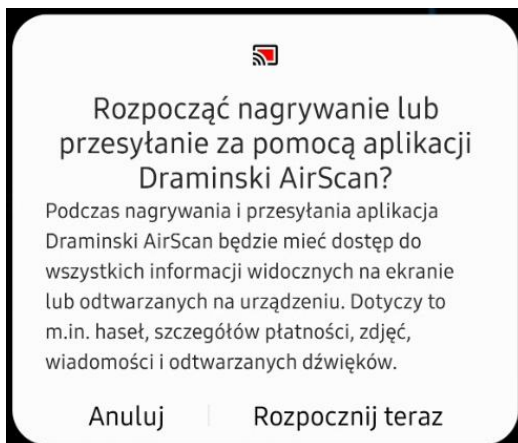 Rozpocząć nagrywanie lub
przesyłanie za pomocą aplikacji
Draminski AirScan?
Podczas nagrywania i przesyłania aplikacja
Draminski AirScan będzie mieć dostęp do
wszystkich informacji widocznych na ekranie
lub odtwarzanych na urządzeniu. Dotyczy to
m.in. haseł, szczegółów płatności, zdjęć,
wiadomości i odtwarzanych dźwięków.
Anuluj Rozpocznij teraz